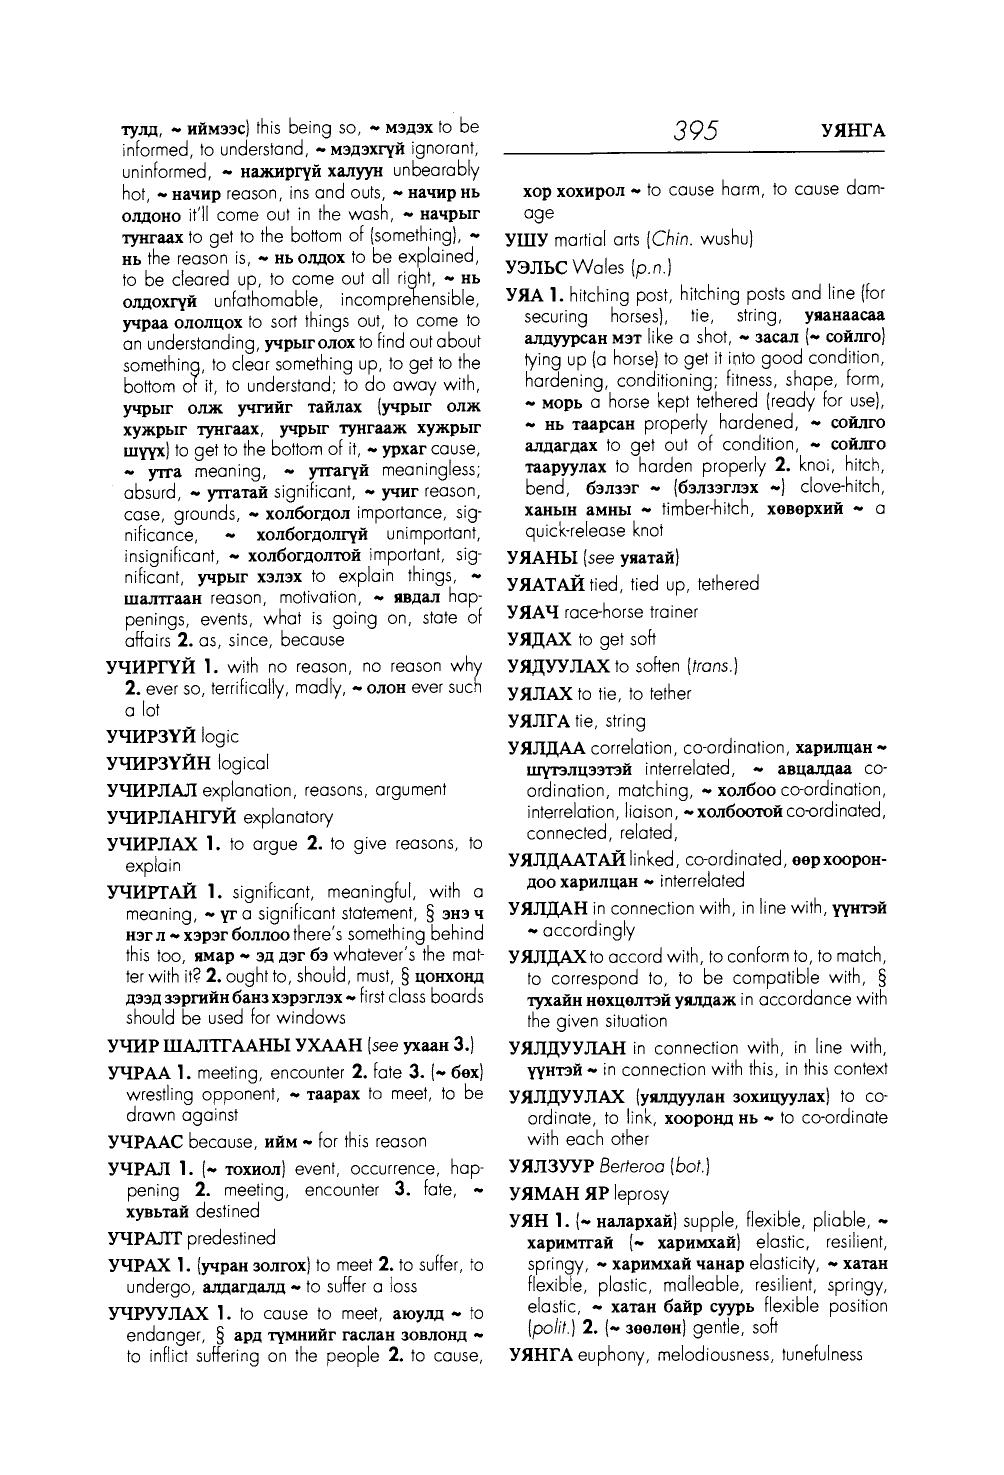 тулд, ~ иймээс) this being so, ~ мэдэх to be
informed, to understand, ~ мэдэхгүй ignorant,
uninformed, ~ нажиргүй халуун unbearably
hot, ~ начир reason, ins and outs, ~ начир нь
олдоно it'll come out in the wash, ~ начрыг
тунгаах to get to the bottom of (something), ~
нь the reason is, ~ нь олдох to be explained,
to be cleared up, to come out all right, ~ нь
олдохгүй unfathomable, incomprehensible,
учраа ололцох to sort things out, to come to
an understanding, учрыг олох to find out about
something, to clear something up, to get to the
bottom of it, to understand; to do away with,
учрыг олж учгийг тайлах (учрыг олж
хужрыг тунгаах, учрыг тунгааж хужрыг
шүүх) to get to the bottom of it, ~ урхаг cause,
~ утга meaning, ~ утгагүй meaningless;
absurd, ~ утгатай significant, ~ учиг reason,
case, grounds, ~ холбогдол importance, sig-
nificance, ~ холбогдолгүй unimportant,
insignificant, ~ холбогдолтой important, sig-
nificant, учрыг хэлэх to explain things, ~
шалтгаан reason, motivation, ~ явдал hap-
penings, events, what is going on, state of
affairs 2. as, since, because
УЧИРГҮЙ 1. with no reason, no reason why
2. ever so, terrifically, madly, ~ олон ever such
a lot
УЧИРЗҮЙ logic
УЧИРЗҮЙН logical
УЧИРЛАЛ explanation, reasons, argument
УЧИРЛАНГУЙ explanatory
УЧИРЛАХ 1. to argue 2. to give reasons, to
explain
УЧИРТАЙ 1. significant, meaningful, with a
meaning, ~ үг a significant statement, § энэ ч
нэг л ~ хэрэг боллоо there's something behind
this too, ямар ~ эд дэг бэ whatever's the mat-
ter with it? 2. ought to, should, must, § цонхонд
дээд зэргийн банз хэрэглэх ~ first class boards
should be used for windows
УЧИР ШАЛТГААНЫ УХААН (see ухаан 3.)
УЧРАА 1. meeting, encounter 2. fate 3. (~ бөх)
wrestling opponent, ~ таарах to meet, to be
drawn against
УЧРААС because, ийм ~ for this reason
УЧРАЛ 1. (~ тохиол) event, occurrence, hap-
pening 2. meeting, encounter 3. fate, ~
хувьтай destined
УЧРАЛТ predestined
УЧРАХ 1. (учран золгох) to meet 2. to suffer, to
undergo, алдагдалд ~ to suffer a loss
УЧРУУЛАХ 1. to cause to meet, аюулд ~ to
endanger, § ард түмнийг гаслан зовлонд ~
to inflict suffering on the people 2. to cause,
395 УЯНГА
хор хохирол ~ to cause harm, to cause dam-
age
УШУ martial arts (Chin. wushu)
УЭЛЬС Wales (p.n.)
УЯА 1. hitching post, hitching posts and line (for
securing horses), tie, string, уяанаасаа
алдуурсан мэт like a shot, ~ засал (~ сойлго)
tying up (a horse) to get it into good condition,
hardening, conditioning; fitness, shape, form,
~ морь a horse kept tethered (ready for use),
~ нь таарсан properly hardened, ~ сойлго
алдагдах to get out of condition, ~ сойлго
тааруулах to harden properly 2. knoi, hitch,
bend, бэлзэг ~ (бэлзэглэх ~) clove-hitch,
ханын амны ~ timber-hitch, хөвөрхий ~ a
quick-release knot
УЯАНЫ (see уяатай)
УЯАТАЙ tied, tied up, tethered
УЯАЧ race-horse trainer
УЯДАХ to get soft
УЯДУУЛАХ to soften (trans.)
УЯЛАХ to tie, to tether
УЯЛГА tie, string
УЯЛДАА correlation, co-ordination, харилцан ~
шүтэлцээтэй interrelated, ~ авцалдаа co-
ordination, matching, ~ холбоо co-ordination,
interrelation, liaison, ~ холбоотой co-ordinated,
connected, related,
УЯЛДААТАЙ linked, co-ordinated, өөр хоорон-
доо харилцан ~ interrelated
УЯЛДАН in connection with, in line with, үүнтэй
~ accordingly
УЯЛДАХ to accord with, to conform to, to match,
to correspond to, to be compatible with, §
тухайн нөхцөлтэй уялдаж in accordance with
the given situation
УЯЛДУУЛАН in connection with, in line with,
үүнтэй ~ in connection with this, in this context
УЯЛДУУЛАХ (уялдуулан зохицуулах) to co-
ordinate, to link, хооронд нь ~ to co-ordinate
with each other
УЯЛЗУУР Berteroa (bot.)
УЯМАН ЯР leprosy
УЯН 1. (~ налархай) supple, flexible, pliable, ~
харимтгай (~ харимхай) elastic, resilient,
springy, ~ харимхай чанар elasticity, ~ хатан
flexible, plastic, malleable, resilient, springy,
elastic, ~ хатан байр суурь flexible position
(polit.) 2. (~ зөөлөн) gentle, soft
УЯНГА euphony, melodiousness, tunefulness